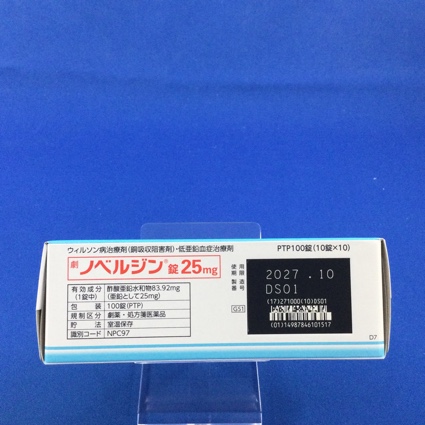 ウィルソン病治療剤(銅吸収阻害剤)・低亜鉛血症治療剤
PTP100錠(10錠×10)
劇 ノベルジン®錠25mg
有効成分(1錠中) 酢酸亜鉛水和物83.92mg(亜鉛として25mg)
包装 100錠(PTP)
規制区分 劇薬・処方箋医薬品
貯法 室温保存
識別コード NPC97
使用期限 2027.10
製造番号 DS01
(17)271000(10)DS01
GS1
(01)14987846101517
D7